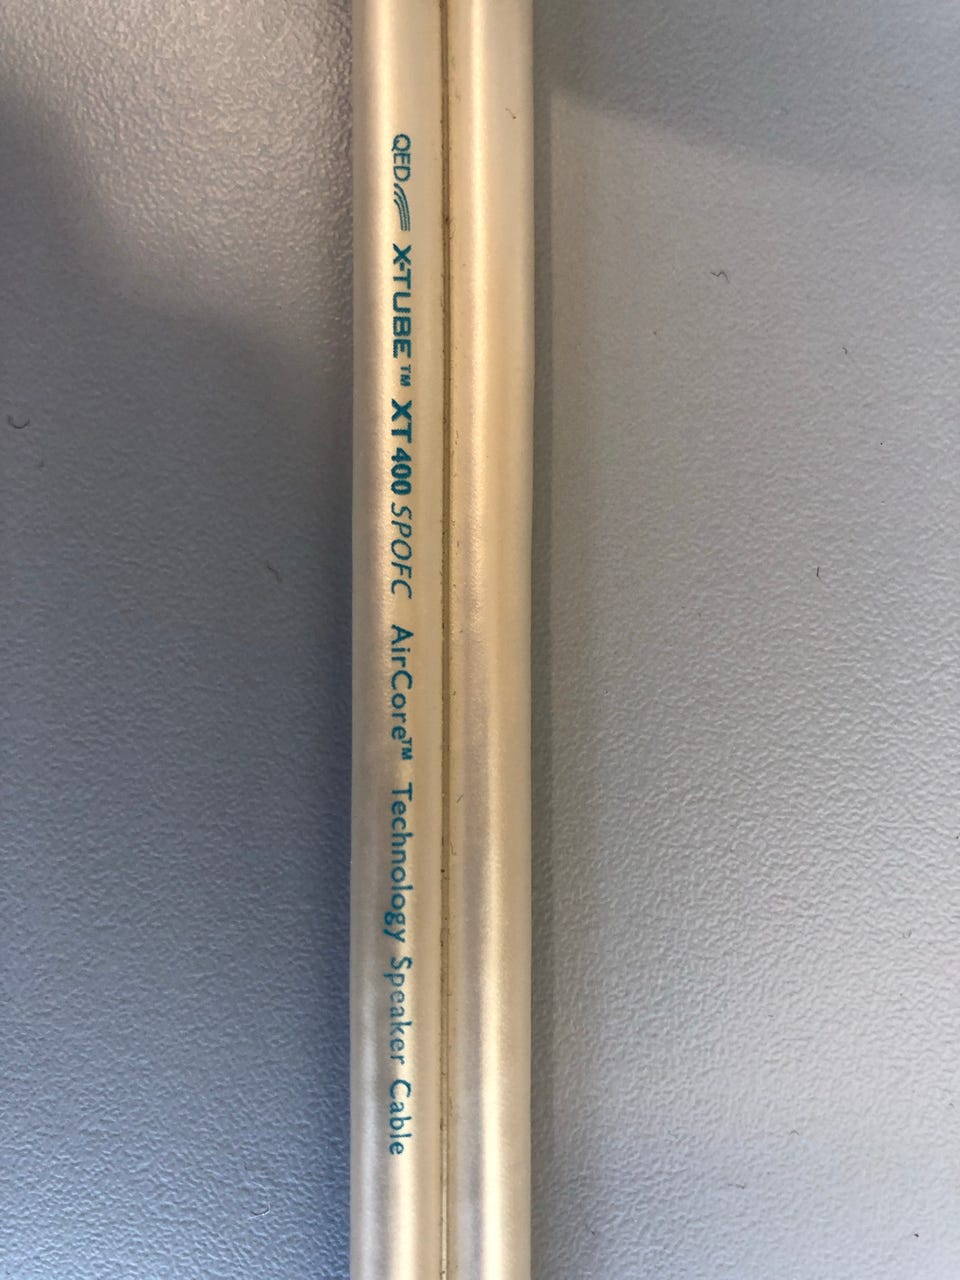 QED X-TUBE™ XT400 SPOFC AirCore™ Technology Speaker Cable